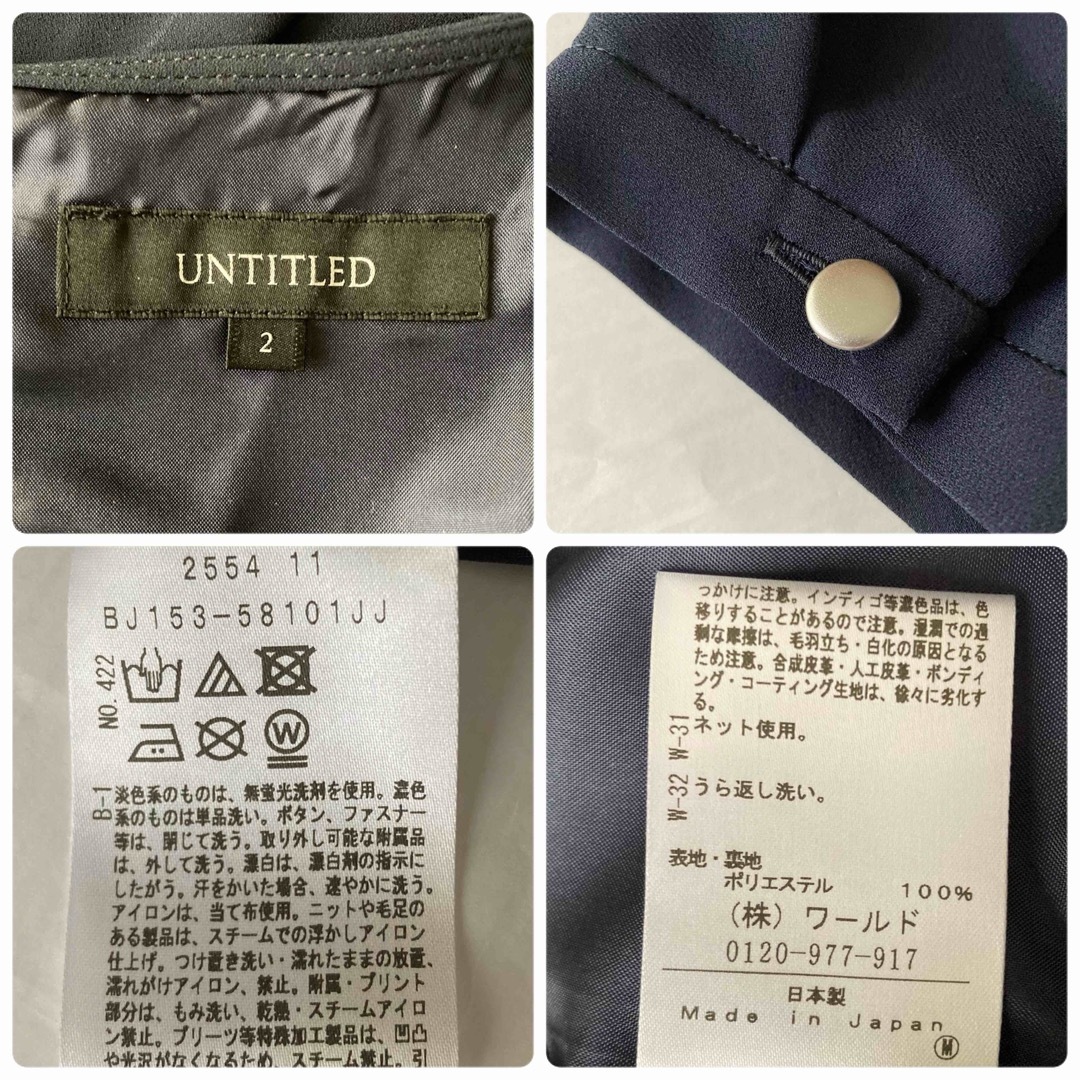 UNTITLED
2
2554 11
BJ153-58101JJ
NO.422
W
B-1
淡色系のものは、無蛍光洗剤を使用。濃色
系のものは単品洗い。ボタン、ファスナー
等は、閉じて洗う。取り外し可能な附属品
は、外して洗う。漂白は、漂白剤の指示に
したがう。汗をかいた場合、速やかに洗う。
アイロンは、当て布使用。ニットや毛足の
ある製品は、スチームでの浮かしアイロン
仕上げ。つけ置き洗い・濡れたままの放置、
濡れがけアイロン、禁止。附属・プリント
部分は、もみ洗い、乾熱・スチームアイロ
ン禁止。プリーツ等特殊加工製品は、凹凸
や光沢がなくなるため、スチーム禁止。引
っかけに注意。インディゴ等濃色品は、色
移りすることがあるので注意。湿潤での過
剰な摩擦は、毛羽立ち・白化の原因となる
ため注意。合成皮革・人工皮革・ボンディ
ング・コーティング生地は、徐々に劣化す
る。
W-31 ネット使用。
W-32 うら返し洗い。
表地・裏地
ポリエステル 100%
(株)ワールド
0120-977-917
日本製
Made in Japan
M